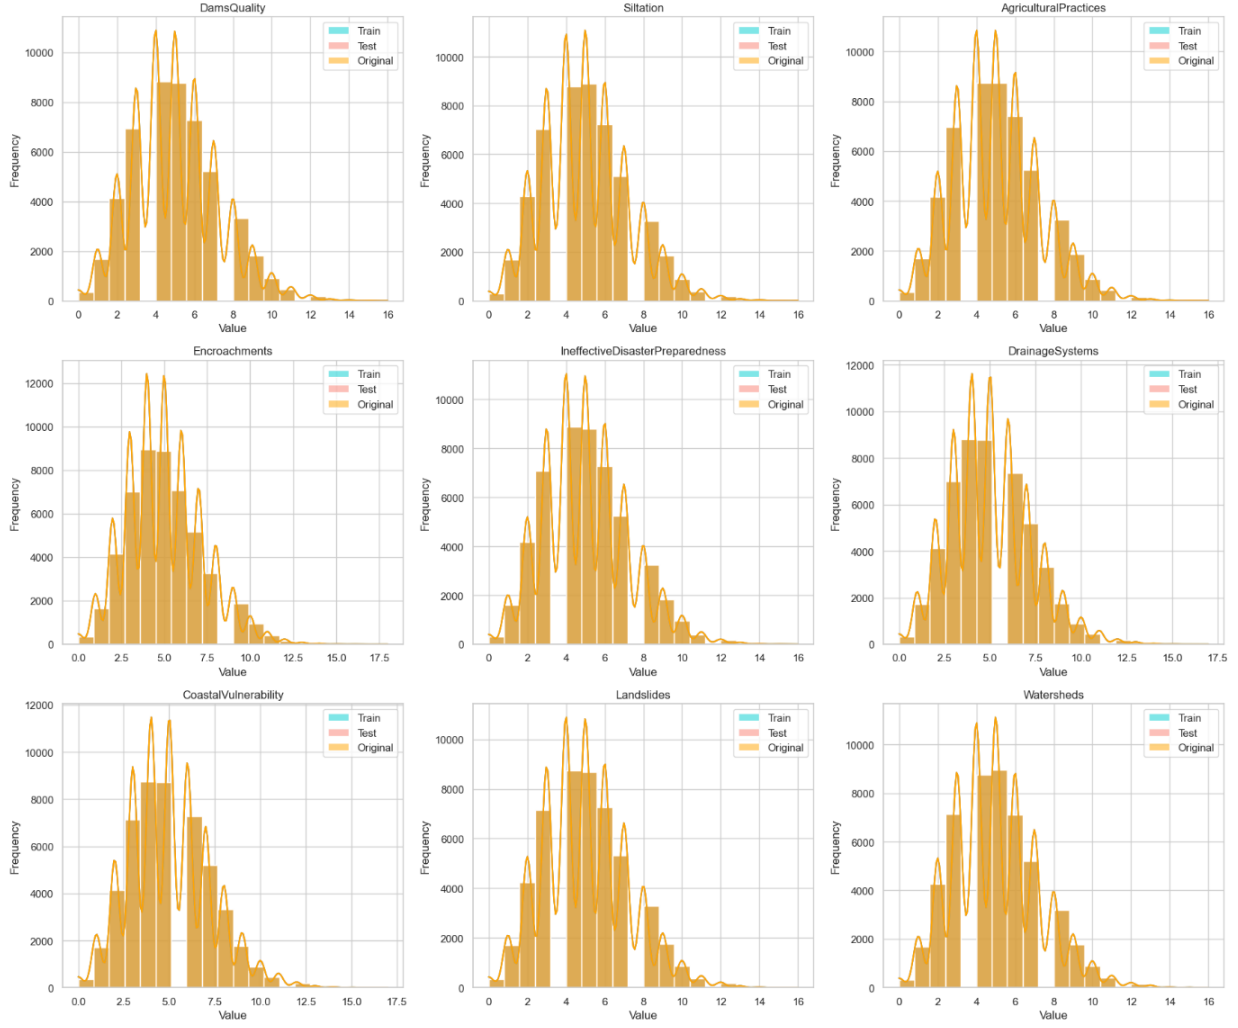 DamsQuality
Train
Test
Original
Frequency
10000
8000
6000
4000
2000
0
0 2 4 6 8 10 12 14 16
Value
Siltation
Train
Test
Original
Frequency
10000
8000
6000
4000
2000
0
0 2 4 6 8 10 12 14 16
Value
AgriculturalPractices
Train
Test
Original
Frequency
10000
8000
6000
4000
2000
0
0 2 4 6 8 10 12 14 16
Value
Encroachments
Train
Test
Original
Frequency
12000
10000
8000
6000
4000
2000
0
0.0 2.5 5.0 7.5 10.0 12.5 15.0 17.5
Value
IneffectiveDisasterPreparedness
Train
Test
Original
Frequency
10000
8000
6000
4000
2000
0
0 2 4 6 8 10 12 14 16
Value
DrainageSystems
Train
Test
Original
Frequency
12000
10000
8000
6000
4000
2000
0
0.0 2.5 5.0 7.5 10.0 12.5 15.0 17.5
Value
CoastalVulnerability
Train
Test
Original
Frequency
12000
10000
8000
6000
4000
2000
0
0.0 2.5 5.0 7.5 10.0 12.5 15.0 17.5
Value
Landslides
Train
Test
Original
Frequency
10000
8000
6000
4000
2000
0
0 2 4 6 8 10 12 14 16
Value
Watersheds
Train
Test
Original
Frequency
10000
8000
6000
4000
2000
0
0 2 4 6 8 10 12 14 16
Value